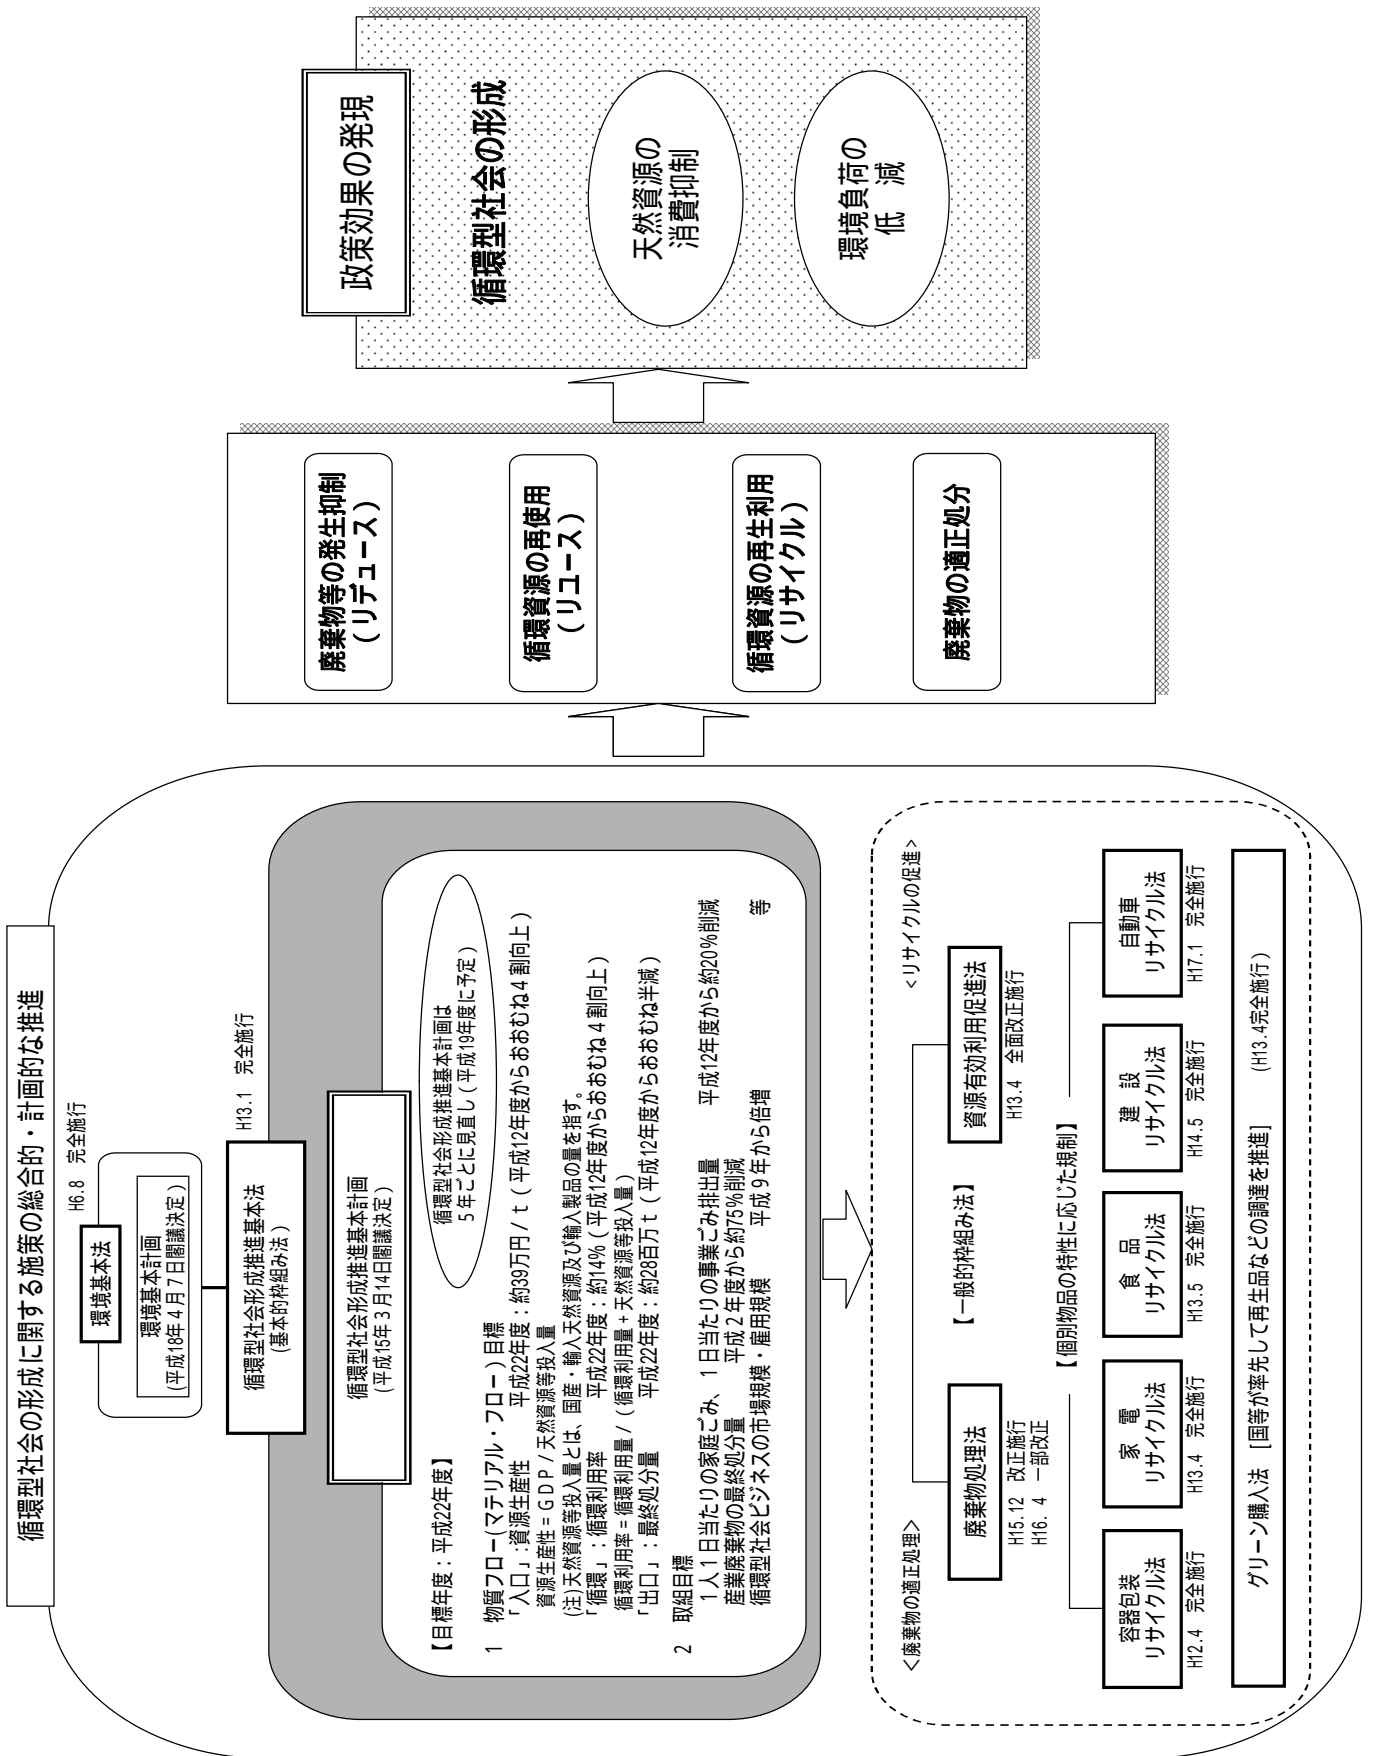 循環型社会の形成に関する施策の総合的・計画的な推進
環境基本法
H6.8 完全施行
環境基本計画
(平成18年４月７日閣議決定)
循環型社会形成推進基本法
(基本的枠組み法)
H13.1 完全施行
循環型社会形成推進基本計画
(平成15年３月14日閣議決定)
循環型社会形成推進基本計画は
５年ごとに見直し(平成19年度に予定)
【目標年度：平成22年度】
1 物質フロー(マテリアル・フロー)目標
「入口」:資源生産性 平成22年度：約39万円/ｔ(平成12年度からおおむね４割向上)
資源生産性＝ＧＤＰ/天然資源等投入量
(注)天然資源等投入量とは、国産・輸入天然資源及び輸入製品の量を指す。
「循環」：循環利用率 平成22年度：約14%(平成12年度からおおむね４割向上)
循環利用率＝循環利用量/(循環利用量＋天然資源等投入量)
「出口」：最終処分量 平成22年度：約28百万ｔ(平成12年度からおおむね半減)
2 取組目標
１人１日当たりの家庭ごみ、１日当たりの事業ごみ排出量 平成12年度から約20%削減
産業廃棄物の最終処分量 平成２年度から約75%削減
循環型社会ビジネスの市場規模・雇用規模 平成９年から倍増 等
<廃棄物の適正処理>
<リサイクルの促進>
廃棄物処理法
H15.12 改正施行
H16. 4 一部改正
【一般的枠組み法】
資源有効利用促進法
H13.4 全面改正施行
【個別物品の特性に応じた規制】
容器包装
リサイクル法
H12.4 完全施行
家 電
リサイクル法
H13.4 完全施行
食 品
リサイクル法
H13.5 完全施行
建 設
リサイクル法
H14.5 完全施行
自動車
リサイクル法
H17.1 完全施行
グリーン購入法 [国等が率先して再生品などの調達を推進] (H13.4完全施行)
廃棄物等の発生抑制
(リデュース)
循環資源の再使用
(リユース)
循環資源の再生利用
(リサイクル)
廃棄物の適正処分
政策効果の発現
循環型社会の形成
天然資源の
消費抑制
環境負荷の
低 減